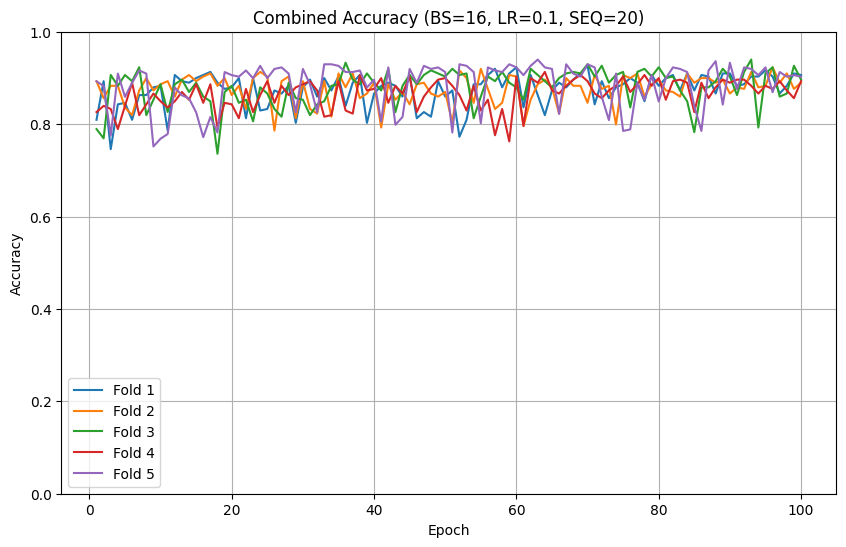 Combined Accuracy (BS=16, LR=0.1, SEQ=20)
1.0
0.8
0.6
0.4
0.2
0.0
Accuracy
Fold 1
Fold 2
Fold 3
Fold 4
Fold 5
0 20 40 60 80 100
Epoch